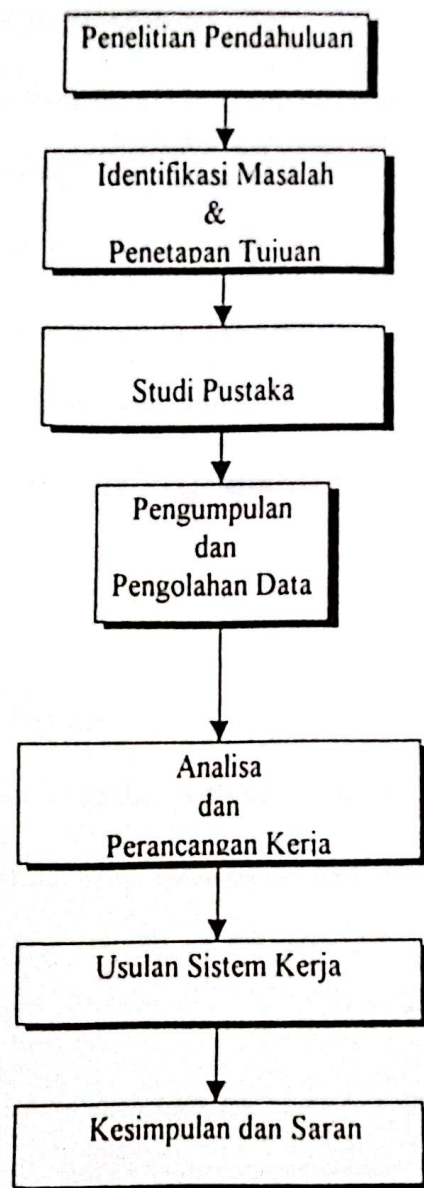 Penelitian Pendahuluan
Identifikasi Masalah
&
Penetapan Tujuan
Studi Pustaka
Pengumpulan
dan
Pengolahan Data
Analisa
dan
Perancangan Kerja
Usulan Sistem Kerja
Kesimpulan dan Saran